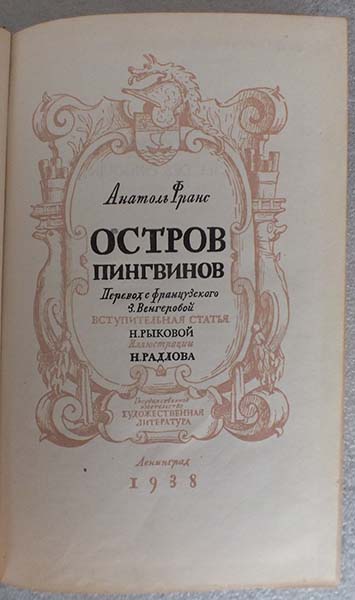 Анатоль Франс
ОСТРОВ
ПИНГВИНОВ
Перевод с французского
З. Венгеровой
ВСТУПИТЕЛЬНАЯ СТАТЬЯ
Н. РЫКОВОЙ
Иллюстрации
Н. РАДЛОВА
Государственное
издательство
ХУДОЖЕСТВЕННАЯ
ЛИТЕРАТУРА
Ленинград
1938